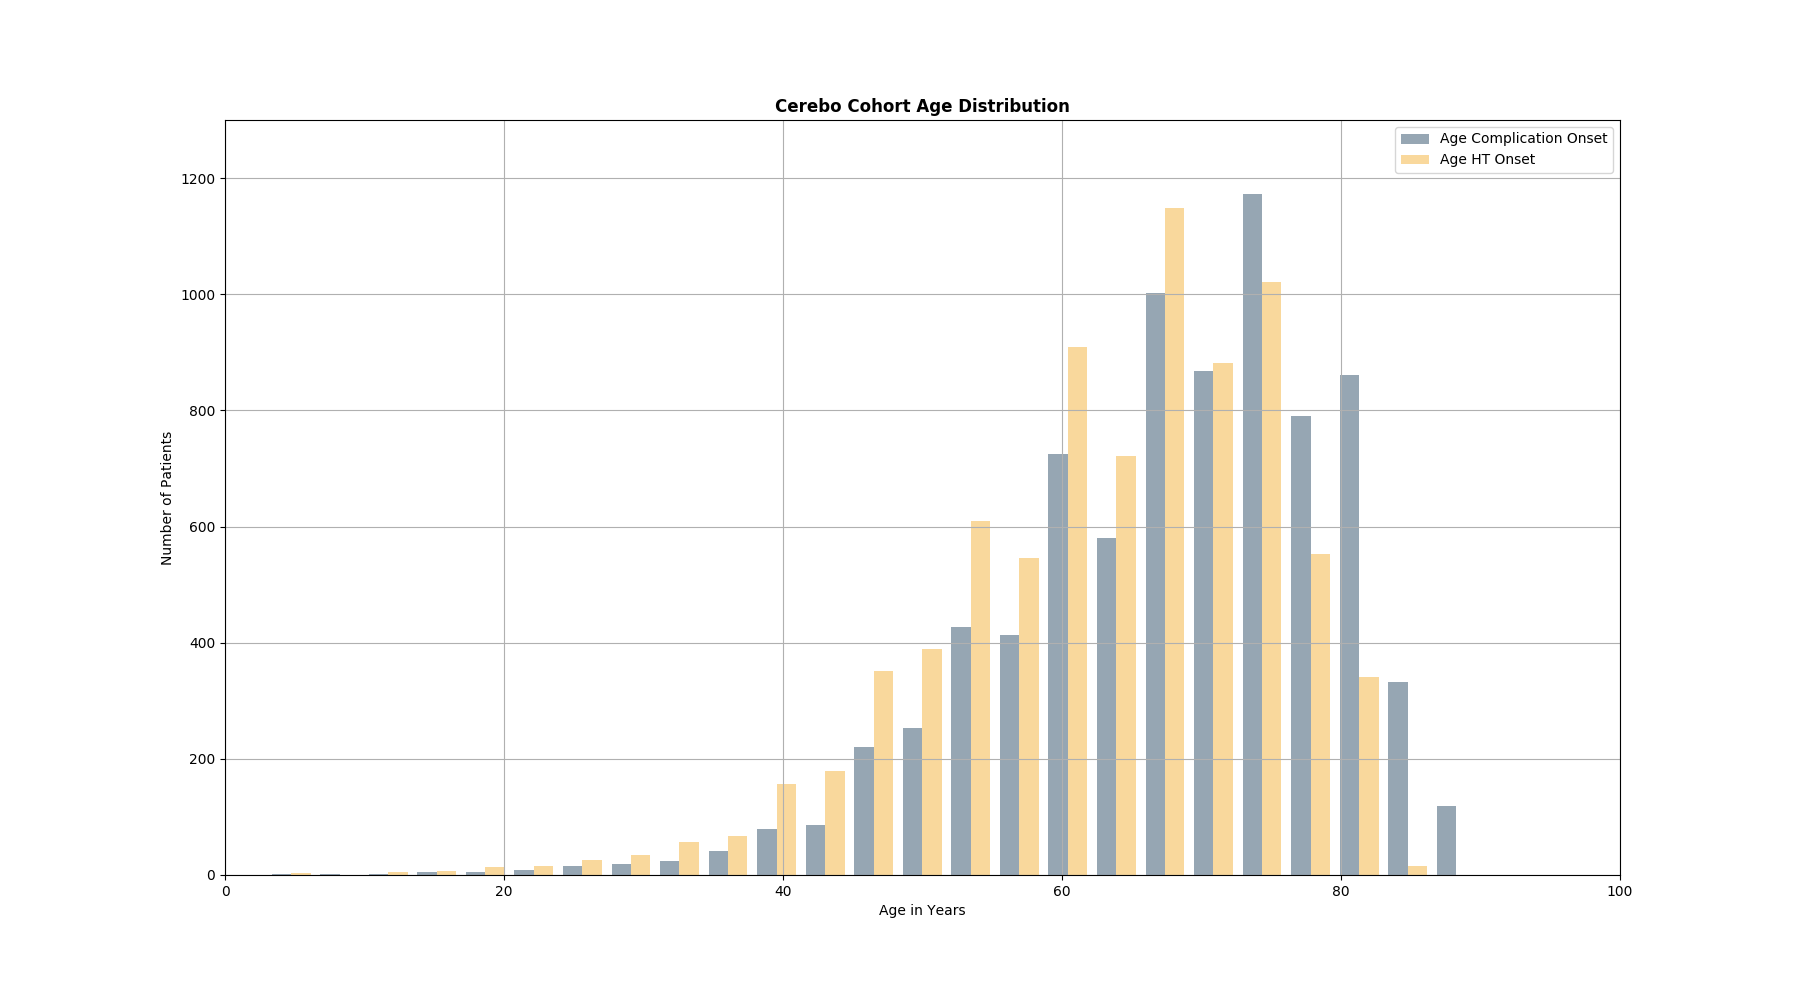 Cerebo Cohort Age Distribution
Age Complication Onset
Age HT Onset
1200
1000
800
600
400
200
0
Number of Patients
0 20 40 60 80 100
Age in Years